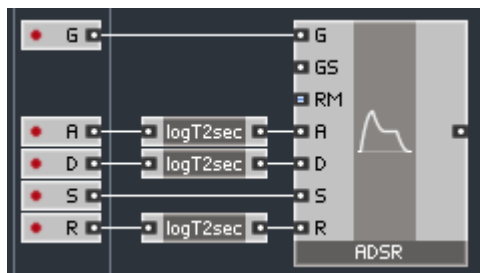 G G
GS
RM
A logT2sec A
D logT2sec D
S S
R logT2sec R
ADSR